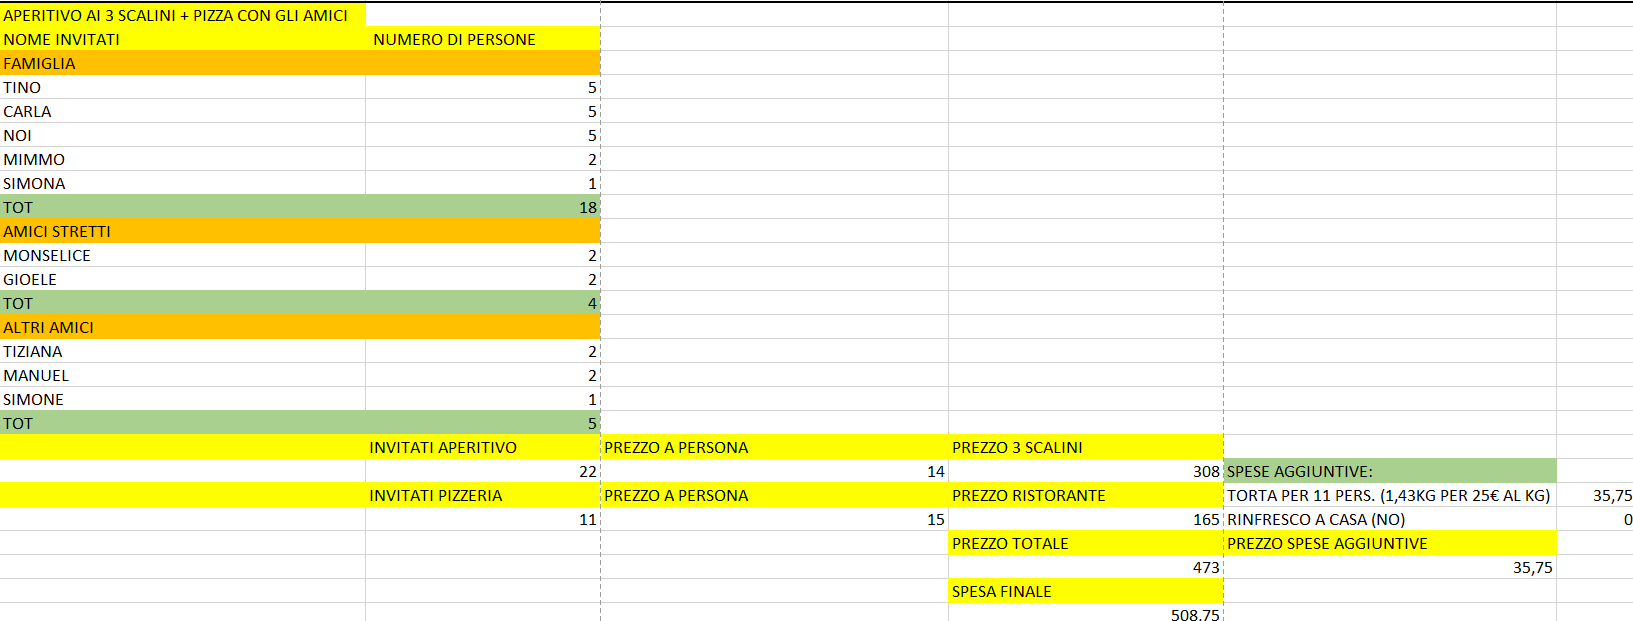 APERITIVO AI 3 SCALINI + PIZZA CON GLI AMICI
NOME INVITATI NUMERO DI PERSONE
FAMIGLIA
TINO 5
CARLA 5
NOI 5
MIMMO 2
SIMONA 1
TOT 18
AMICI STRETTI
MONSELICE 2
GIOELE 2
TOT 4
ALTRI AMICI
TIZIANA 2
MANUEL 2
SIMONE 1
TOT 5
INVITATI APERITIVO PREZZO A PERSONA PREZZO 3 SCALINI
22 14 308 SPESE AGGIUNTIVE:
INVITATI PIZZERIA PREZZO A PERSONA PREZZO RISTORANTE TORTA PER 11 PERS. (1,43KG PER 25€ AL KG) 35,75
11 15 165 RINFRESCO A CASA (NO) 0
PREZZO TOTALE PREZZO SPESE AGGIUNTIVE
473 35,75
SPESA FINALE
508,75